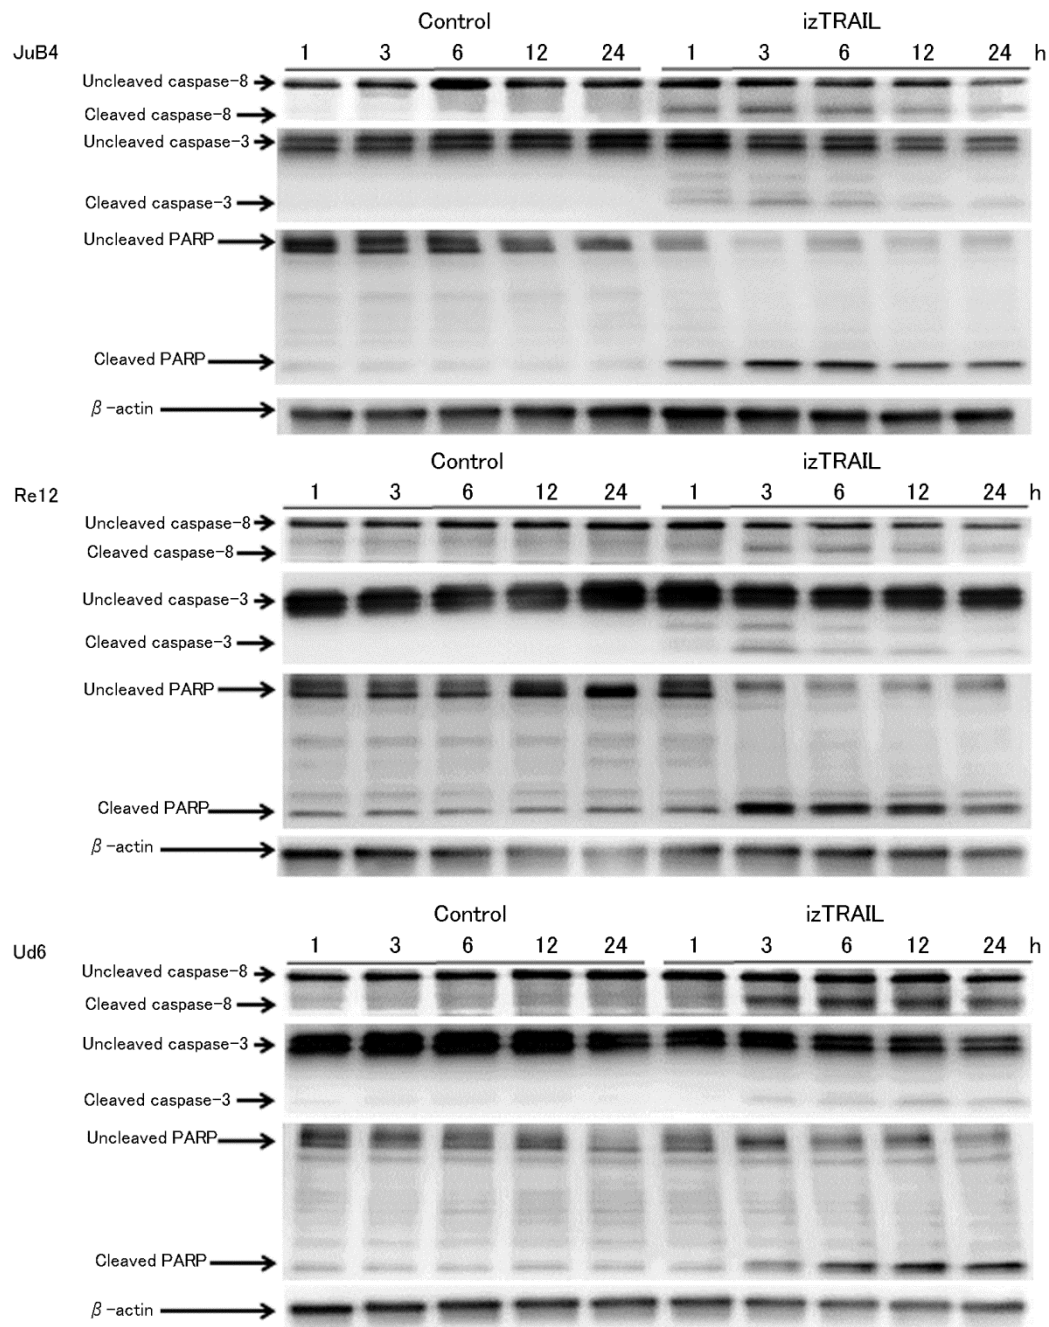 Control izTRAIL
JuB4 1 3 6 12 24 1 3 6 12 24 h
Uncleaved caspase-8
Cleaved caspase-8
Uncleaved caspase-3
Cleaved caspase-3
Uncleaved PARP
Cleaved PARP
β-actin
Control izTRAIL
Re12 1 3 6 12 24 1 3 6 12 24 h
Uncleaved caspase-8
Cleaved caspase-8
Uncleaved caspase-3
Cleaved caspase-3
Uncleaved PARP
Cleaved PARP
β-actin
Control izTRAIL
Ud6 1 3 6 12 24 1 3 6 12 24 h
Uncleaved caspase-8
Cleaved caspase-8
Uncleaved caspase-3
Cleaved caspase-3
Uncleaved PARP
Cleaved PARP
β-actin